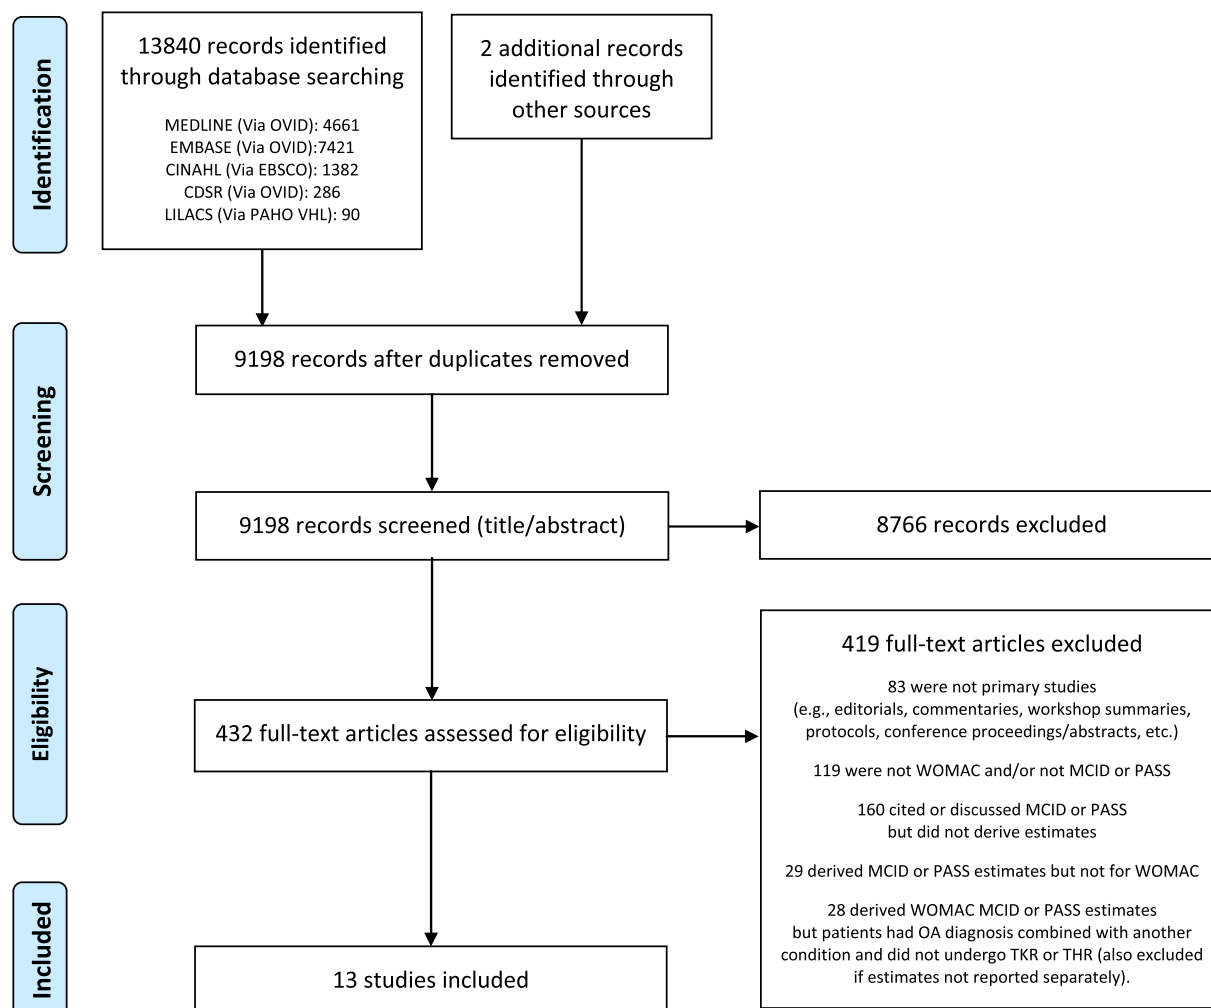 Identification
13840 records identified
through database searching
MEDLINE (Via OVID): 4661
EMBASE (Via OVID):7421
CINAHL (Via EBSCO): 1382
CDSR (Via OVID): 286
LILACS (Via PAHO VHL): 90
2 additional records
identified through
other sources
Screening
9198 records after duplicates removed
9198 records screened (title/abstract)
8766 records excluded
Eligibility
432 full-text articles assessed for eligibility
419 full-text articles excluded
83 were not primary studies
(e.g., editorials, commentaries, workshop summaries,
protocols, conference proceedings/abstracts, etc.)
119 were not WOMAC and/or not MCID or PASS
160 cited or discussed MCID or PASS
but did not derive estimates
29 derived MCID or PASS estimates but not for WOMAC
28 derived WOMAC MCID or PASS estimates
but patients had OA diagnosis combined with another
condition and did not undergo TKR or THR (also excluded
if estimates not reported separately).
Included
13 studies included